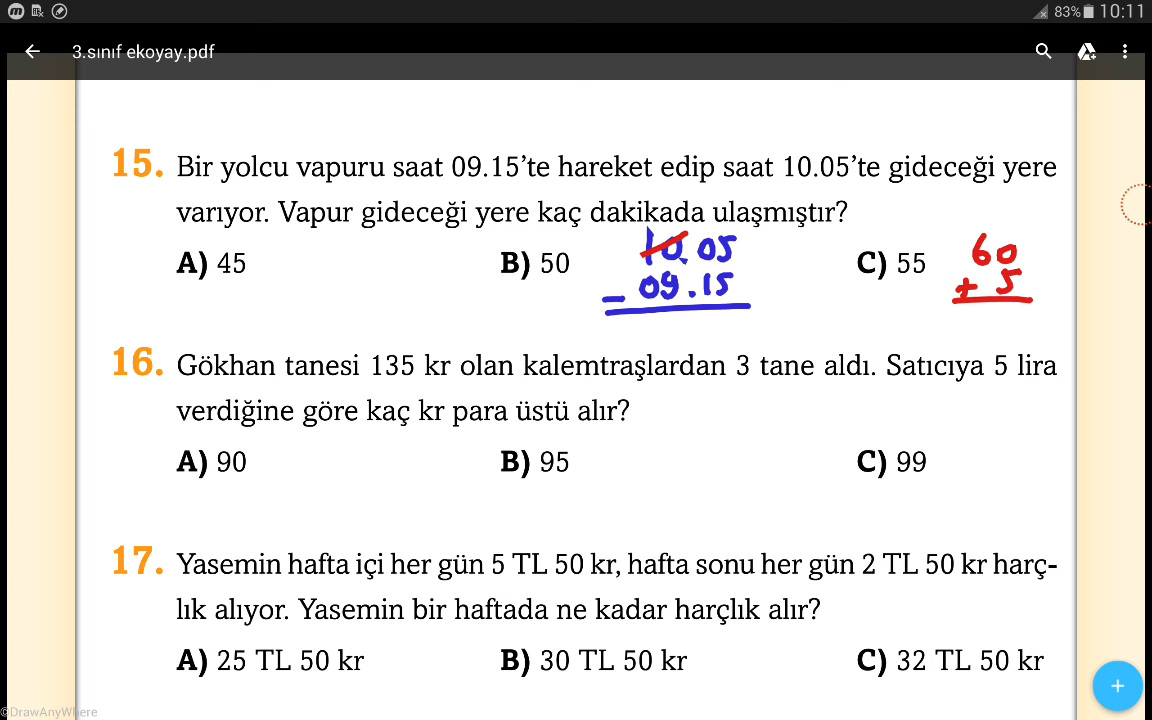 83% 10:11
3.sınıf ekoyay.pdf
15. Bir yolcu vapuru saat 09.15’te hareket edip saat 10.05’te gideceği yere
varıyor. Vapur gideceği yere kaç dakikada ulaşmıştır?
A) 45 B) 50 C) 55
10.05
- 09.15
60
+ 5
16. Gökhan tanesi 135 kr olan kalemtraşlardan 3 tane aldı. Satıcıya 5 lira
verdiğine göre kaç kr para üstü alır?
A) 90 B) 95 C) 99
17. Yasemin hafta içi her gün 5 TL 50 kr, hafta sonu her gün 2 TL 50 kr harç-
lık alıyor. Yasemin bir haftada ne kadar harçlık alır?
A) 25 TL 50 kr B) 30 TL 50 kr C) 32 TL 50 kr
+
©DrawAnyWhere